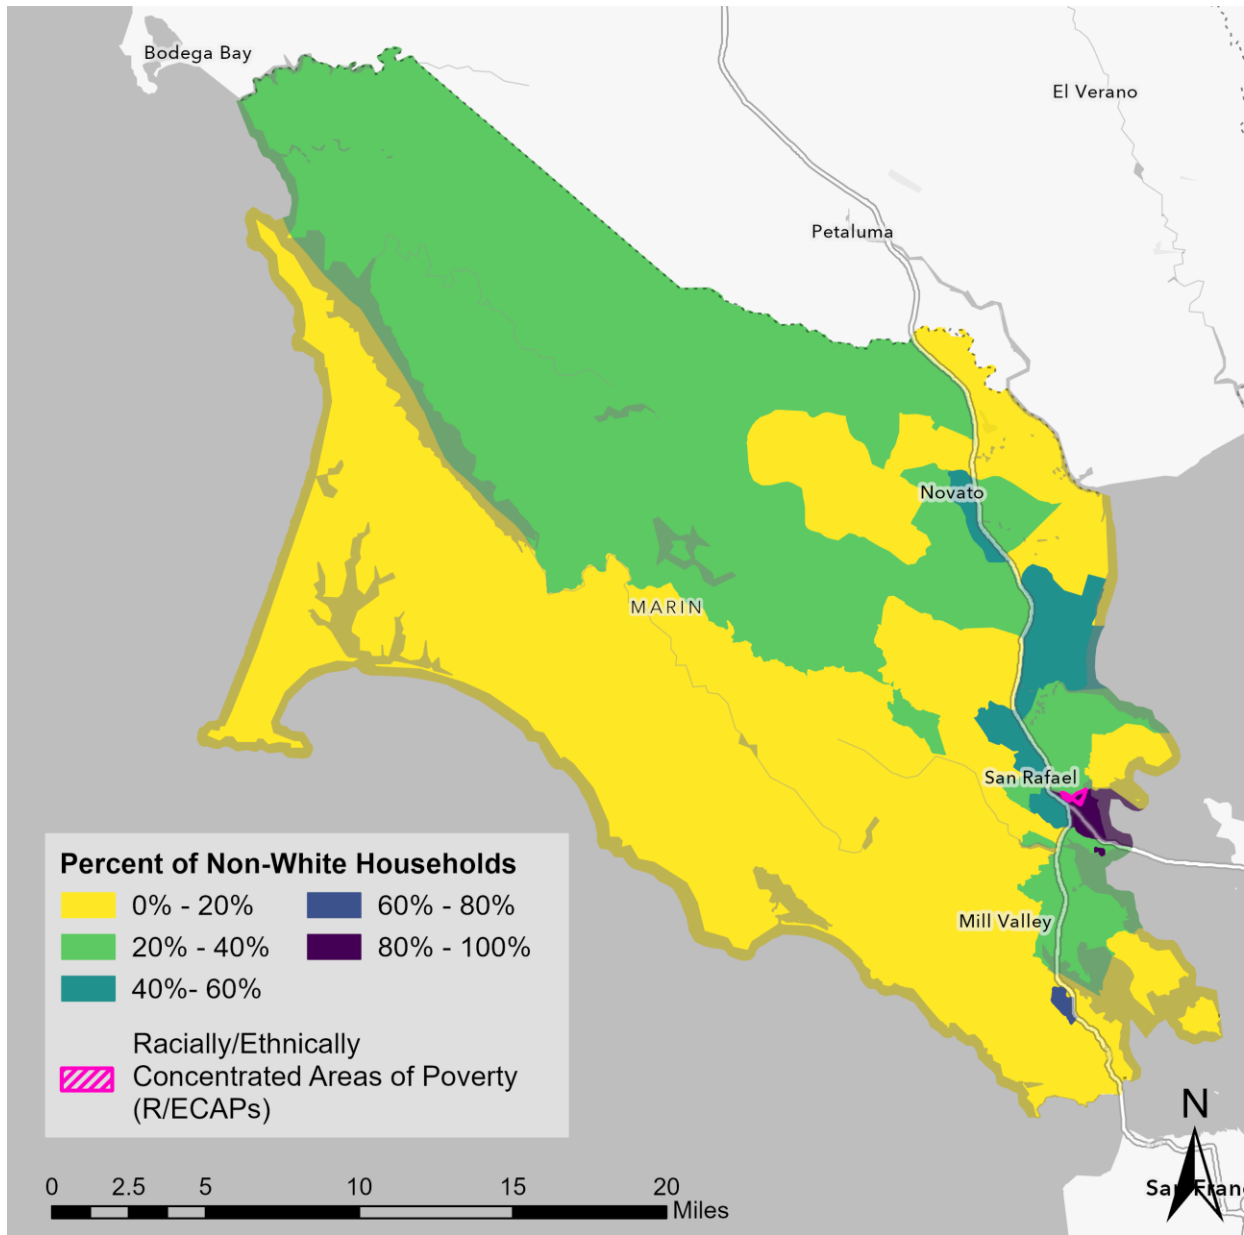 Bodega Bay
El Verano
Petaluma
Novato
MARIN
San Rafael
Mill Valley
Percent of Non-White Households
0% - 20%
60% - 80%
20% - 40%
80% - 100%
40%- 60%
Racially/Ethnically
Concentrated Areas of Poverty
(R/ECAPs)
N
0 2.5 5 10 15 20
Miles